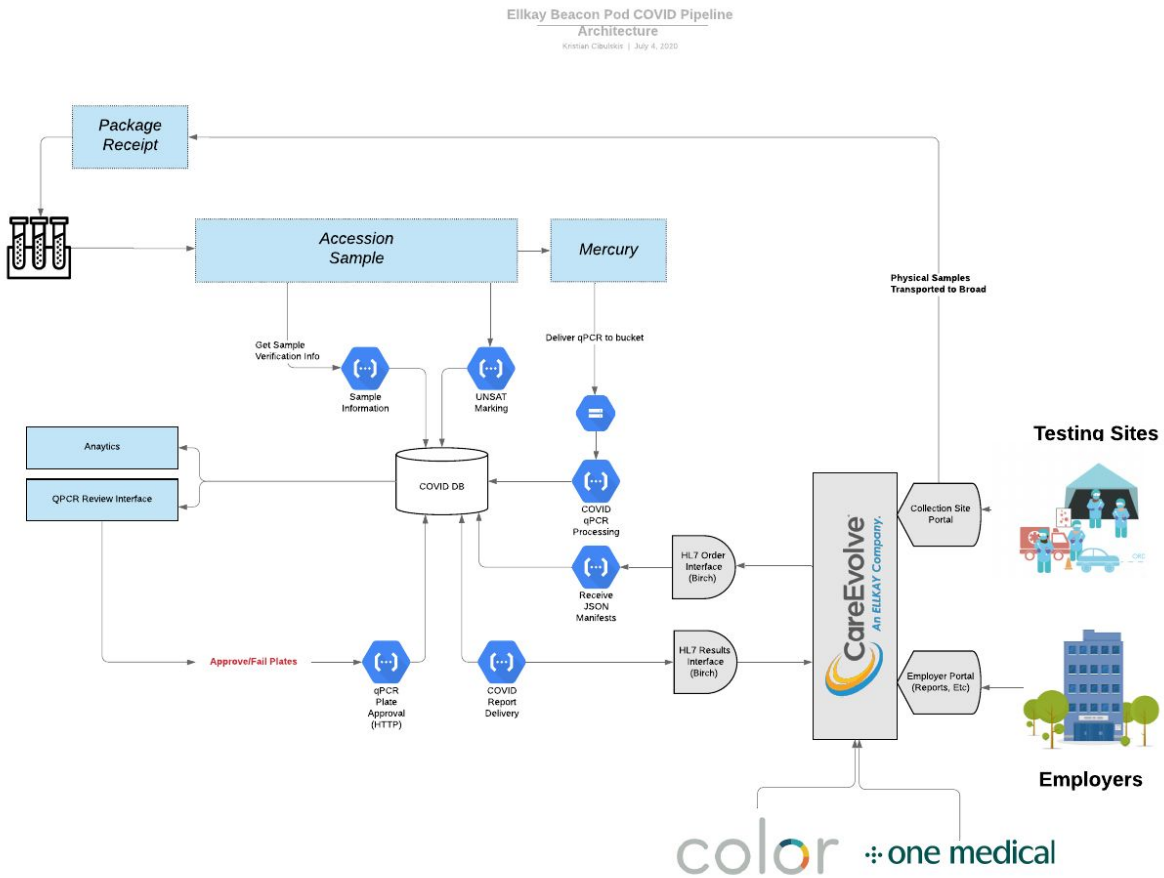 Ellkay Beacon Pod COVID Pipeline
Architecture
Kristian Cibulskis | July 4, 2020
Package
Receipt
Accession
Sample
Mercury
Physical Samples
Transported to Broad
Get Sample
Verification Info
Deliver qPCR to bucket
Sample
Information
UNSAT
Marking
Anaytics
QPCR Review Interface
COVID DB
COVID
qPCR
Processing
Testing Sites
Collection Site
Portal
CareEvolve
An ELLKAY Company.
HL7 Order
Interface
(Birch)
Receive
JSON
Manifests
Approve/Fail Plates
qPCR
Plate
Approval
(HTTP)
COVID
Report
Delivery
HL7 Results
Interface
(Birch)
Employer Portal
(Reports, Etc)
Employers
color
one medical